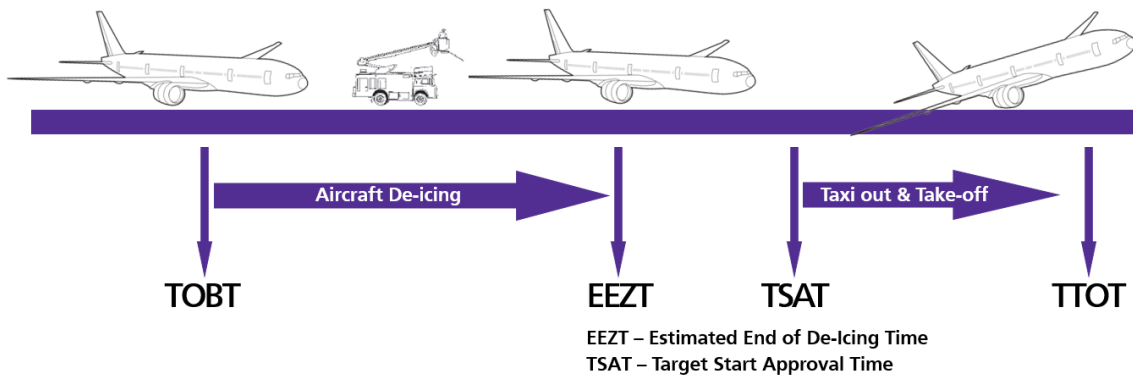 Aircraft De-icing
Taxi out & Take-off
TOBT
EEZT
TSAT
TTOT
EEZT – Estimated End of De-Icing Time
TSAT – Target Start Approval Time